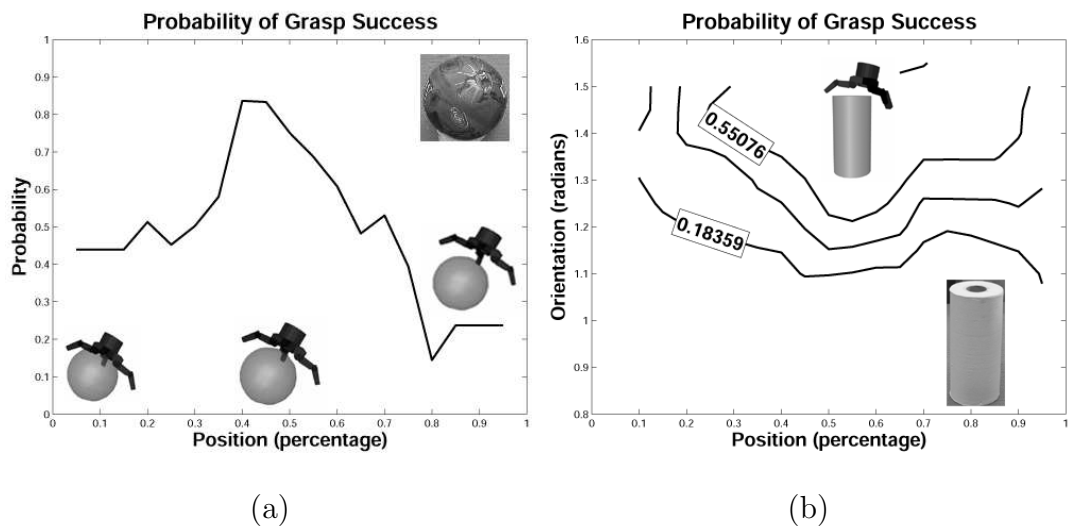 Probability of Grasp Success
1
0.9
0.8
0.7
0.6
0.5
0.4
0.3
0.2
0.1
0
Probability
0.1 0.2 0.3 0.4 0.5 0.6 0.7 0.8 0.9 1
Position (percentage)
(a)
Probability of Grasp Success
1.6
1.5
1.4
1.3
1.2
1.1
1
0.9
0.8
Orientation (radians)
0.55076
0.18359
0 0.1 0.2 0.3 0.4 0.5 0.6 0.7 0.8 0.9 1
Position (percentage)
(b)